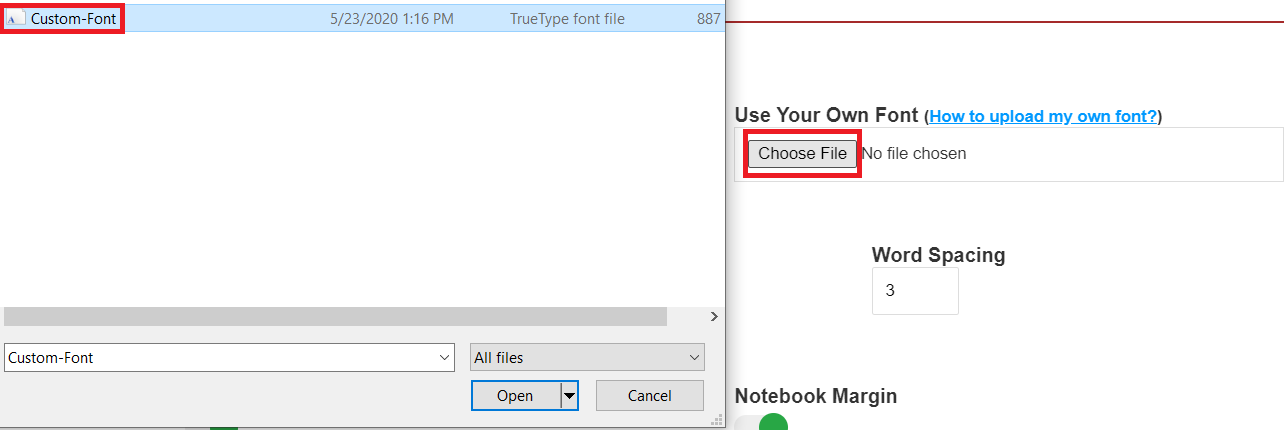 Custom-Font 5/23/2020 1:16 PM TrueType font file 887
Custom-Font All files
Open Cancel
Use Your Own Font (How to upload my own font?)
Choose File No file chosen
Word Spacing
3
Notebook Margin